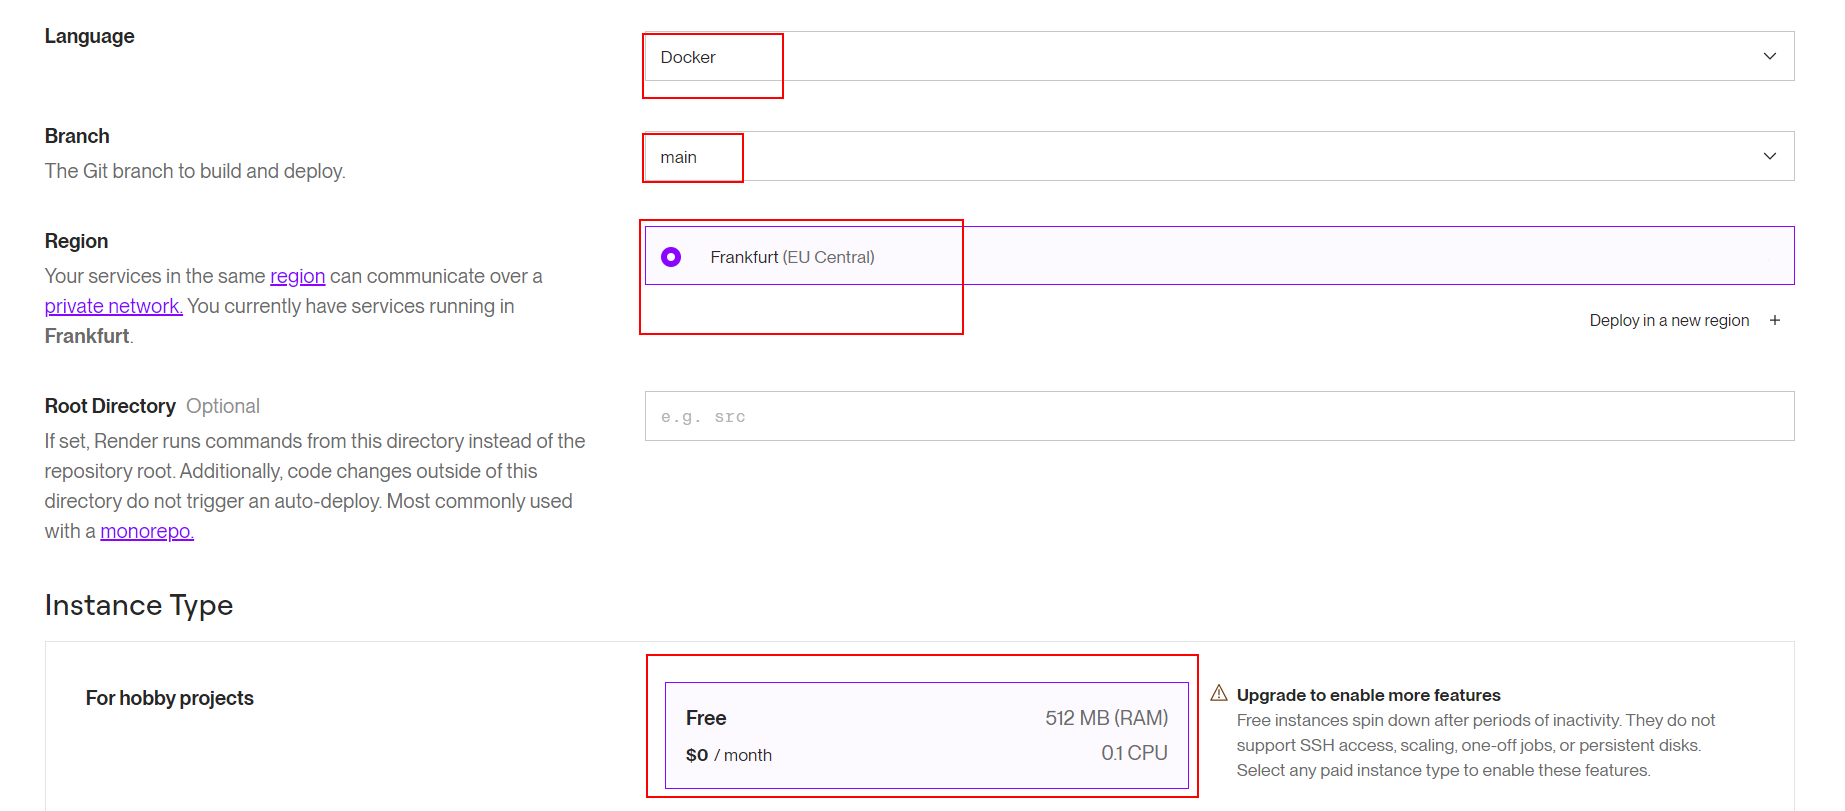 Language
Docker
Branch
The Git branch to build and deploy.
main
Region
Your services in the same region can communicate over a
private network. You currently have services running in
Frankfurt.
Frankfurt (EU Central)
Deploy in a new region +
Root Directory Optional
If set, Render runs commands from this directory instead of the
repository root. Additionally, code changes outside of this
directory do not trigger an auto-deploy. Most commonly used
with a monorepo.
e.g. src
Instance Type
For hobby projects
Free 512 MB (RAM)
$0 / month 0.1 CPU
Upgrade to enable more features
Free instances spin down after periods of inactivity. They do not
support SSH access, scaling, one-off jobs, or persistent disks.
Select any paid instance type to enable these features.